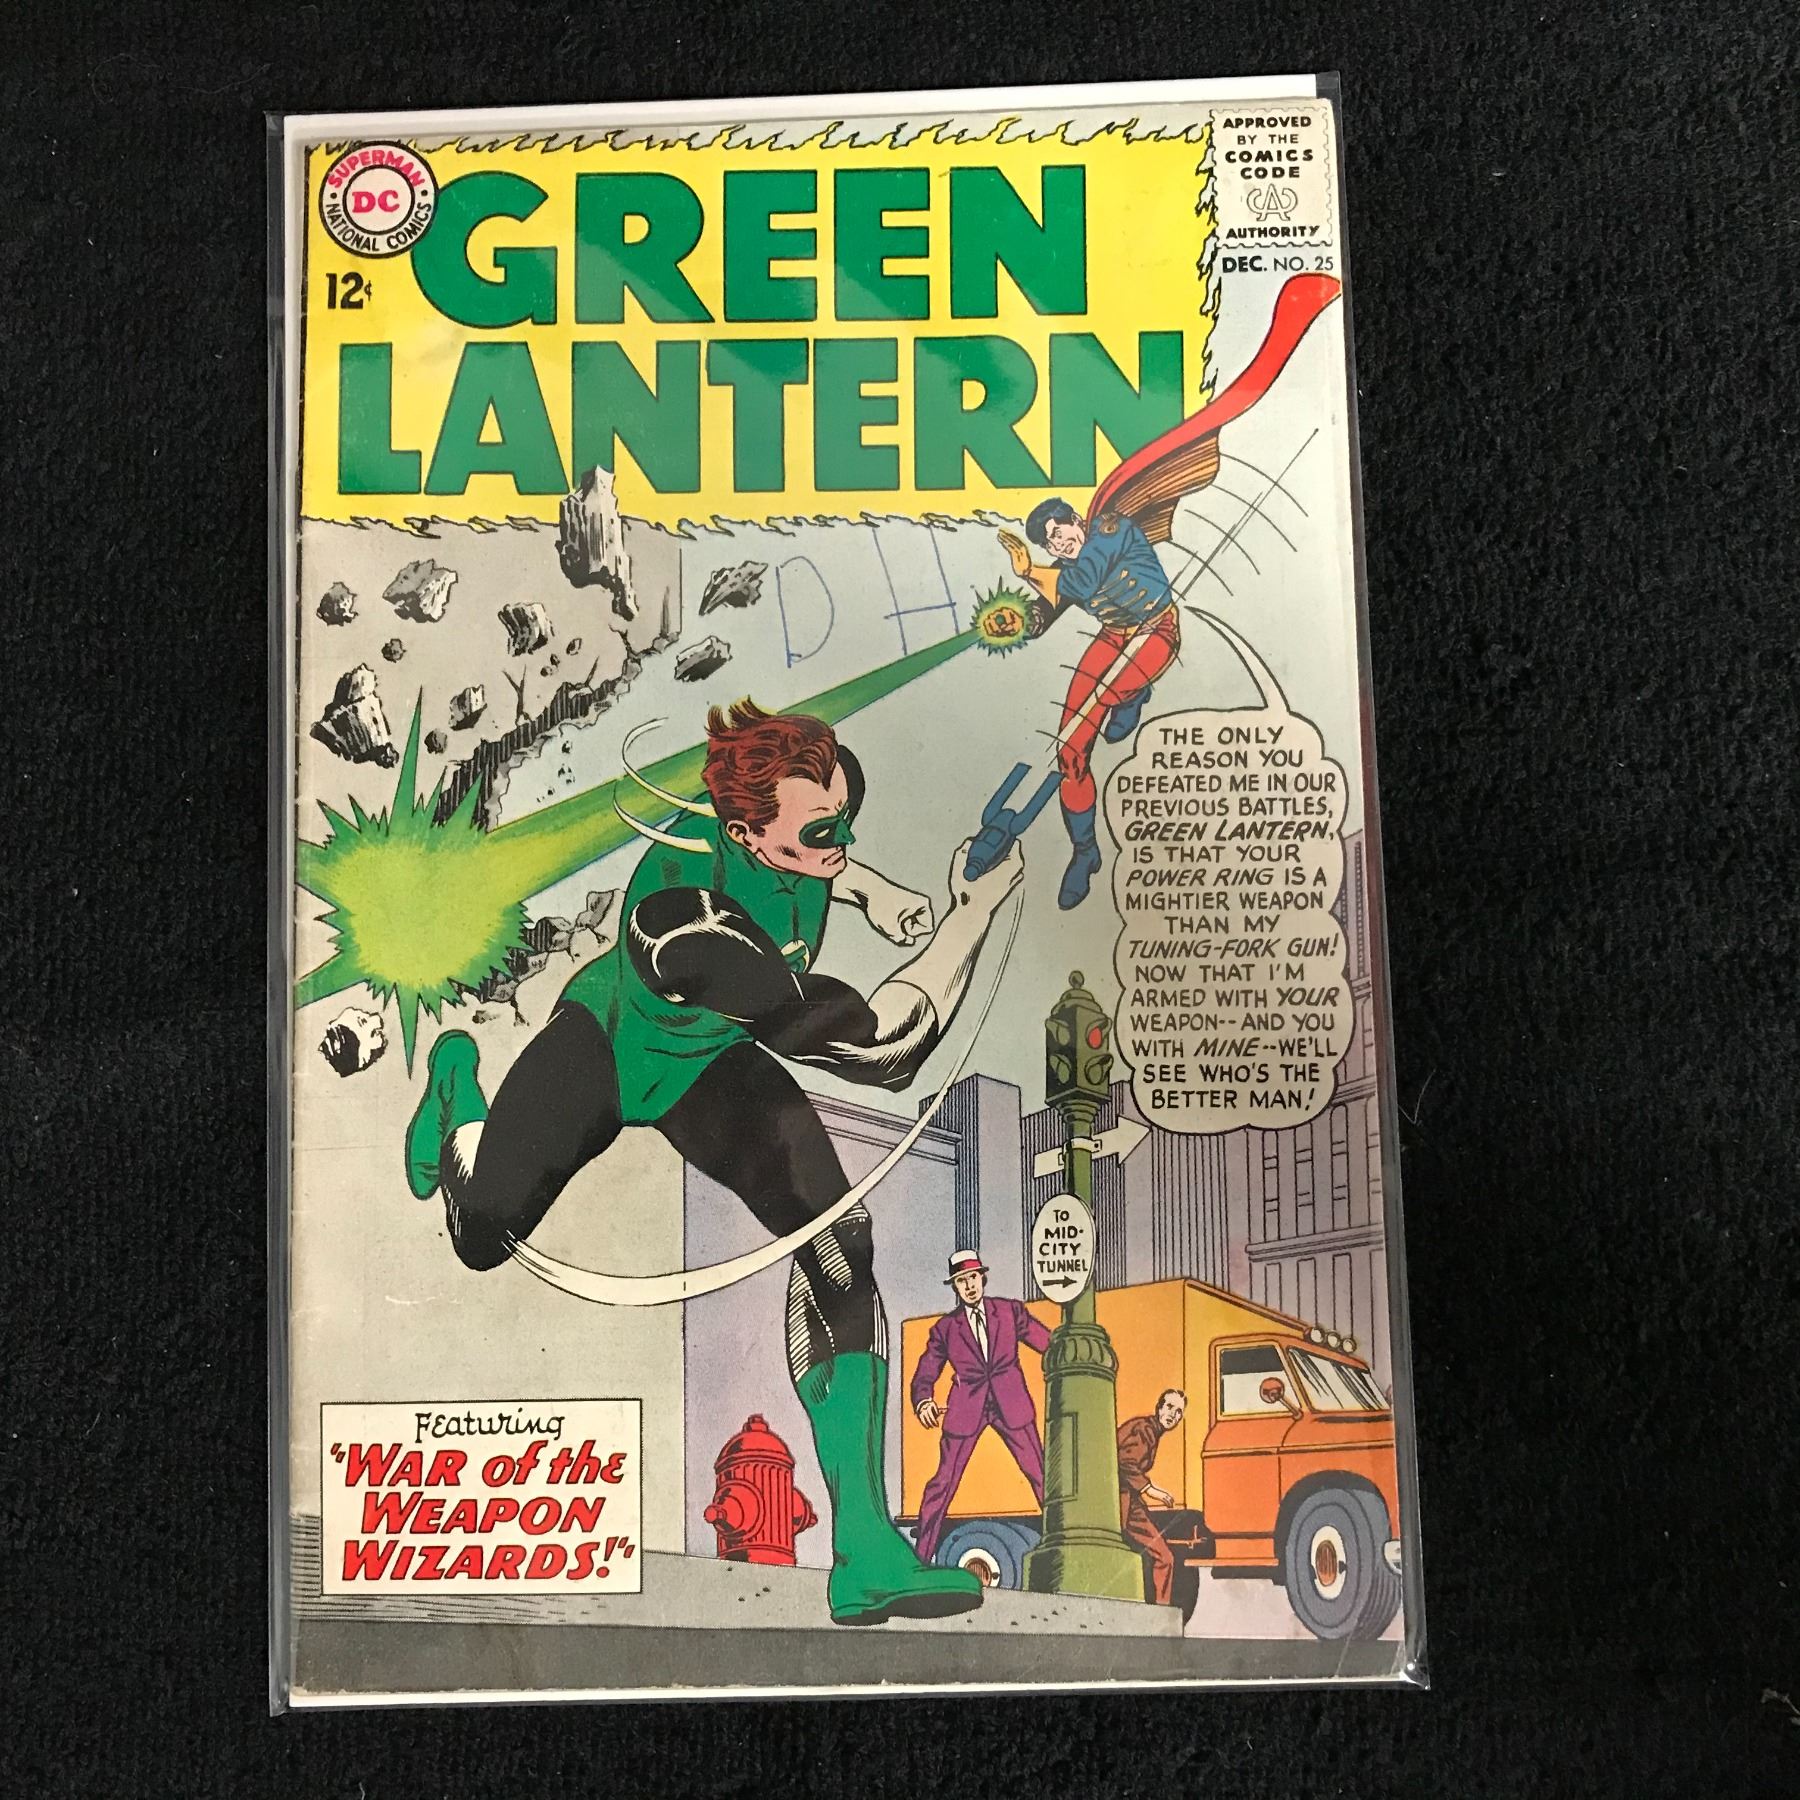 SUPERMAN
DC
NATIONAL COMICS
12¢
GREEN
LANTERN
APPROVED
BY THE
COMICS
CODE
CA
AUTHORITY
DEC. NO. 25
D H
THE ONLY
REASON YOU
DEFEATED ME IN OUR
PREVIOUS BATTLES,
GREEN LANTERN,
IS THAT YOUR
POWER RING IS A
MIGHTIER WEAPON
THAN MY
TUNING-FORK GUN!
NOW THAT I'M
ARMED WITH YOUR
WEAPON--AND YOU
WITH MINE--WE'LL
SEE WHO'S THE
BETTER MAN!
TO
MID-
CITY
TUNNEL
Featuring
"WAR of the
WEAPON
WIZARDS!"